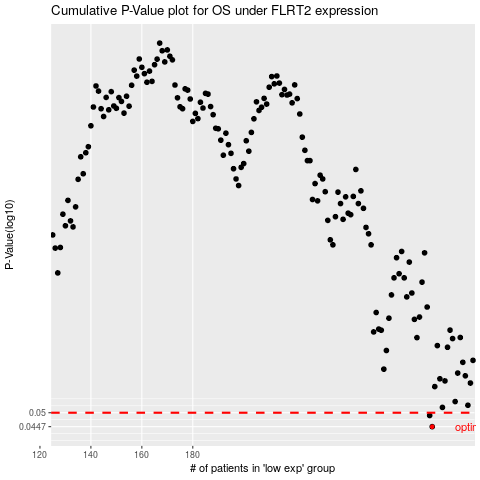 Cumulative P-Value plot for OS under FLRT2 expression
P-Value(log10)
0.05
0.0447
optir
120
140
160
180
# of patients in 'low exp' group